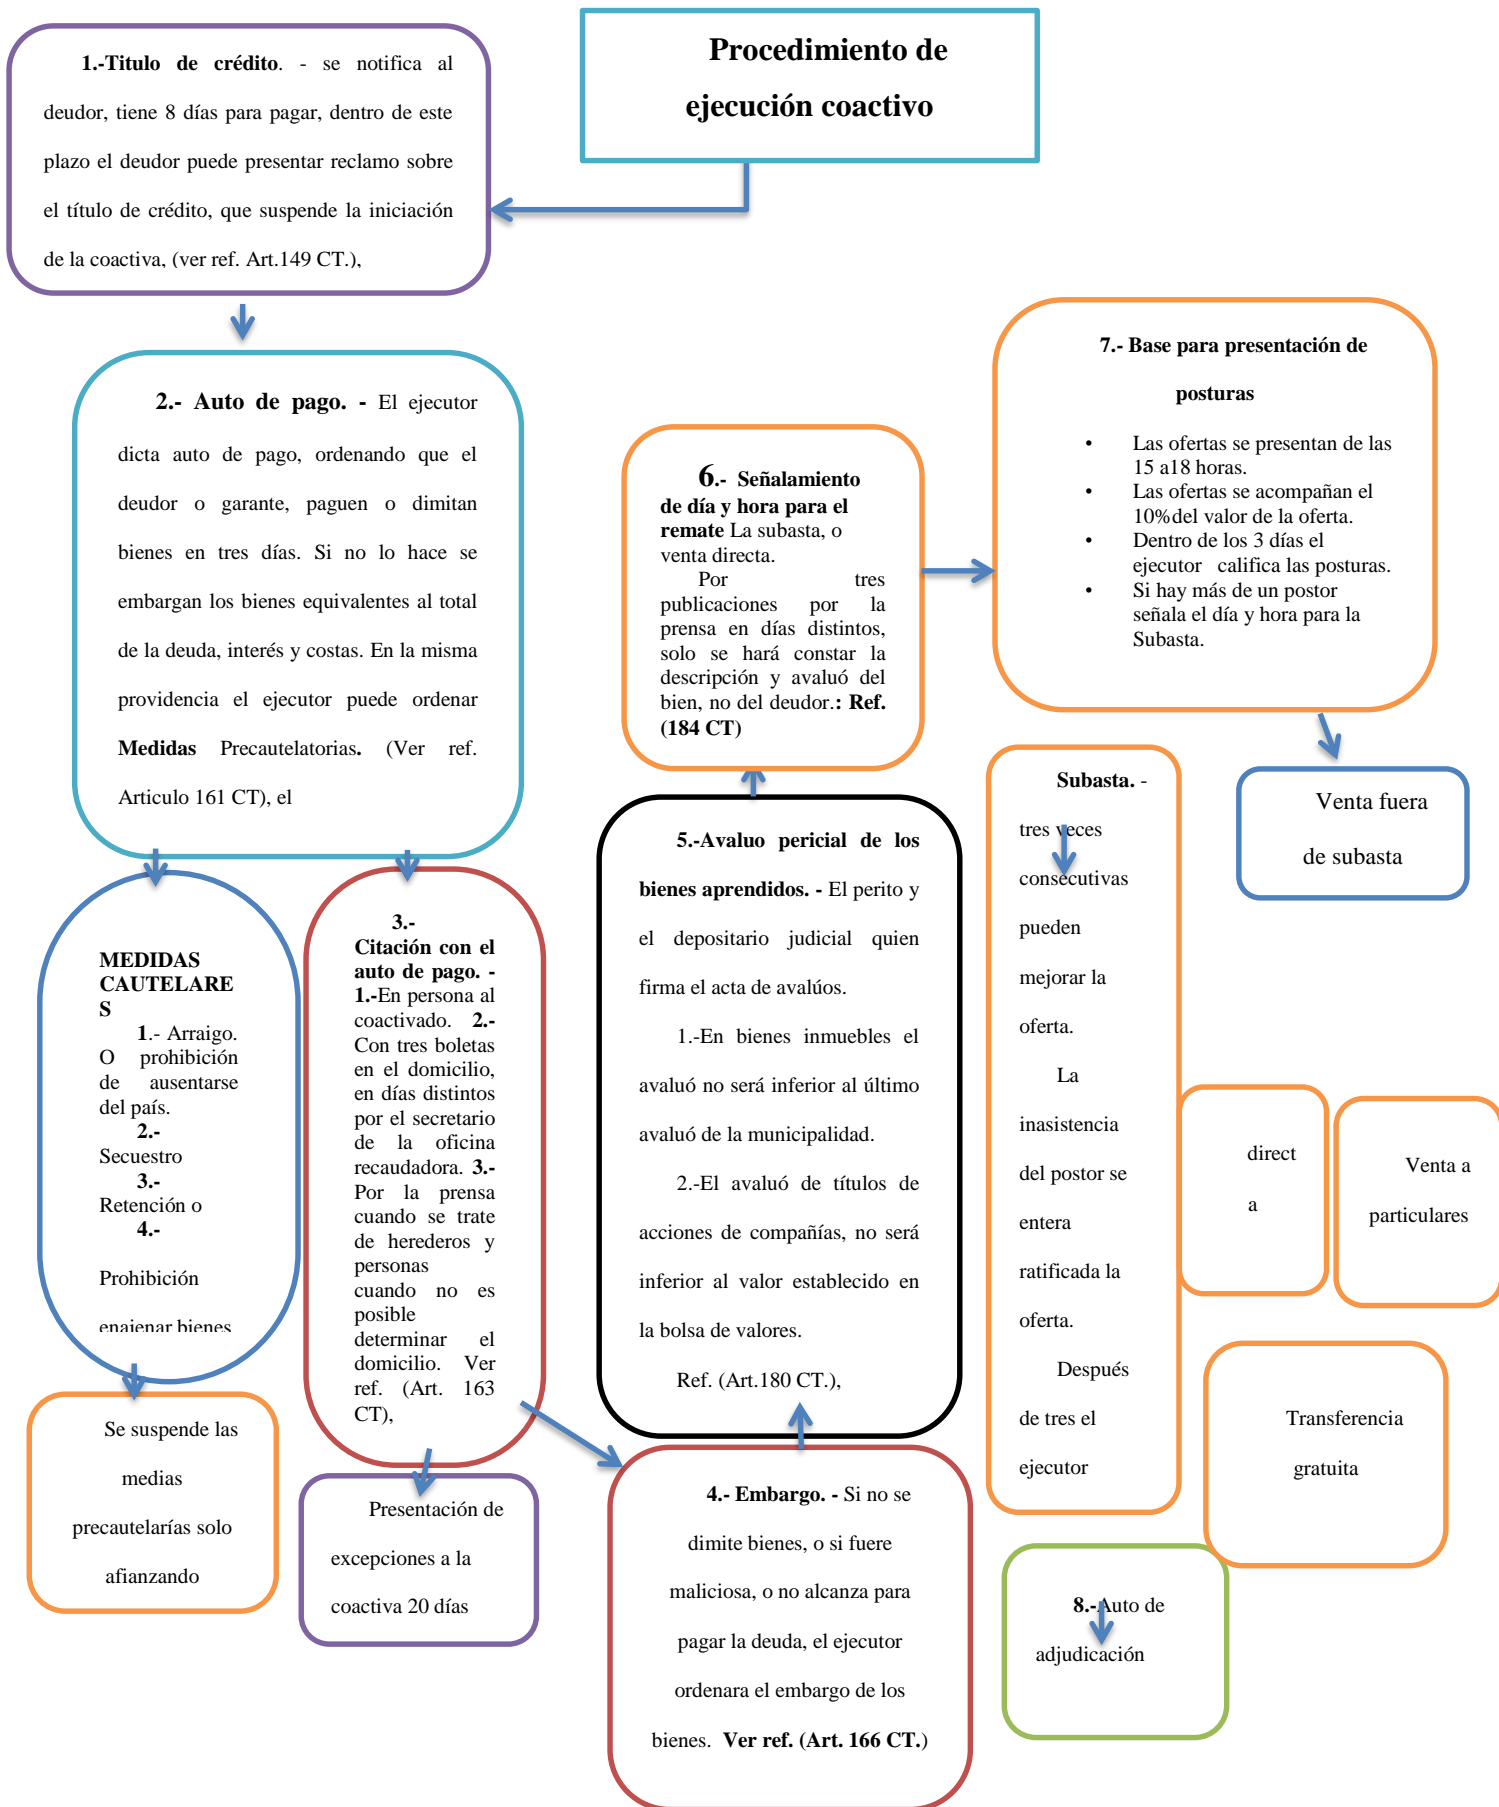 Procedimiento de
ejecución coactivo
1.-Titulo de crédito. - se notifica al
deudor, tiene 8 días para pagar, dentro de este
plazo el deudor puede presentar reclamo sobre
el título de crédito, que suspende la iniciación
de la coactiva, (ver ref. Art.149 CT.),
2.- Auto de pago. - El ejecutor
dicta auto de pago, ordenando que el
deudor o garante, paguen o dimitan
bienes en tres días. Si no lo hace se
embargan los bienes equivalentes al total
de la deuda, interés y costas. En la misma
providencia el ejecutor puede ordenar
Medidas Precautelatorias. (Ver ref.
Articulo 161 CT), el
MEDIDAS
CAUTELARE
S
1.- Arraigo.
O prohibición
de ausentarse
del país.
2.-
Secuestro
3.-
Retención o
4.-
Prohibición
enajenar bienes
Se suspende las
medias
precautelarías solo
afianzando
3.-
Citación con el
auto de pago. -
1.-En persona al
coactivado. 2.-
Con tres boletas
en el domicilio,
en días distintos
por el secretario
de la oficina
recaudadora. 3.-
Por la prensa
cuando se trate
de herederos y
personas
cuando no es
posible
determinar el
domicilio. Ver
ref. (Art. 163
CT),
Presentación de
excepciones a la
coactiva 20 días
4.- Embargo. - Si no se
dimite bienes, o si fuere
maliciosa, o no alcanza para
pagar la deuda, el ejecutor
ordenara el embargo de los
bienes. Ver ref. (Art. 166 CT.)
5.-Avaluo pericial de los
bienes aprendidos. - El perito y
el depositario judicial quien
firma el acta de avalúos.
1.-En bienes inmuebles el
avaluó no será inferior al último
avaluó de la municipalidad.
2.-El avaluó de títulos de
acciones de compañías, no será
inferior al valor establecido en
la bolsa de valores.
Ref. (Art.180 CT.),
6.- Señalamiento
de día y hora para el
remate La subasta, o
venta directa.
Por tres
publicaciones por la
prensa en días distintos,
solo se hará constar la
descripción y avaluó del
bien, no del deudor.: Ref.
(184 CT)
7.- Base para presentación de
posturas
• Las ofertas se presentan de las
15 a18 horas.
• Las ofertas se acompañan el
10%del valor de la oferta.
• Dentro de los 3 días el
ejecutor califica las posturas.
• Si hay más de un postor
señala el día y hora para la
Subasta.
Subasta. -
tres veces
consecutivas
pueden
mejorar la
oferta.
La
inasistencia
del postor se
entera
ratificada la
oferta.
Después
de tres el
ejecutor
Venta fuera
de subasta
direct
a
Venta a
particulares
Transferencia
gratuita
8.-Auto de
adjudicación